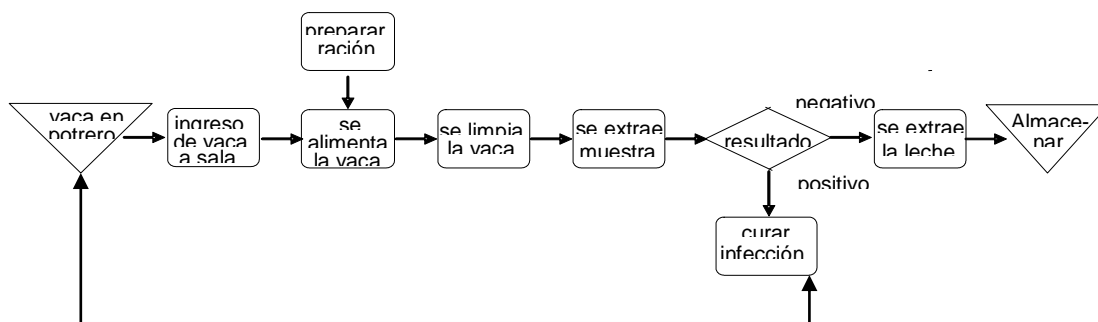 preparar
ración
vaca en
potrero
ingreso
de vaca
a sala
se
alimenta
la vaca
se limpia
la vaca
se extrae
muestra
resultado
negativo
positivo
se extrae
la leche
Almace-
nar
curar
infección